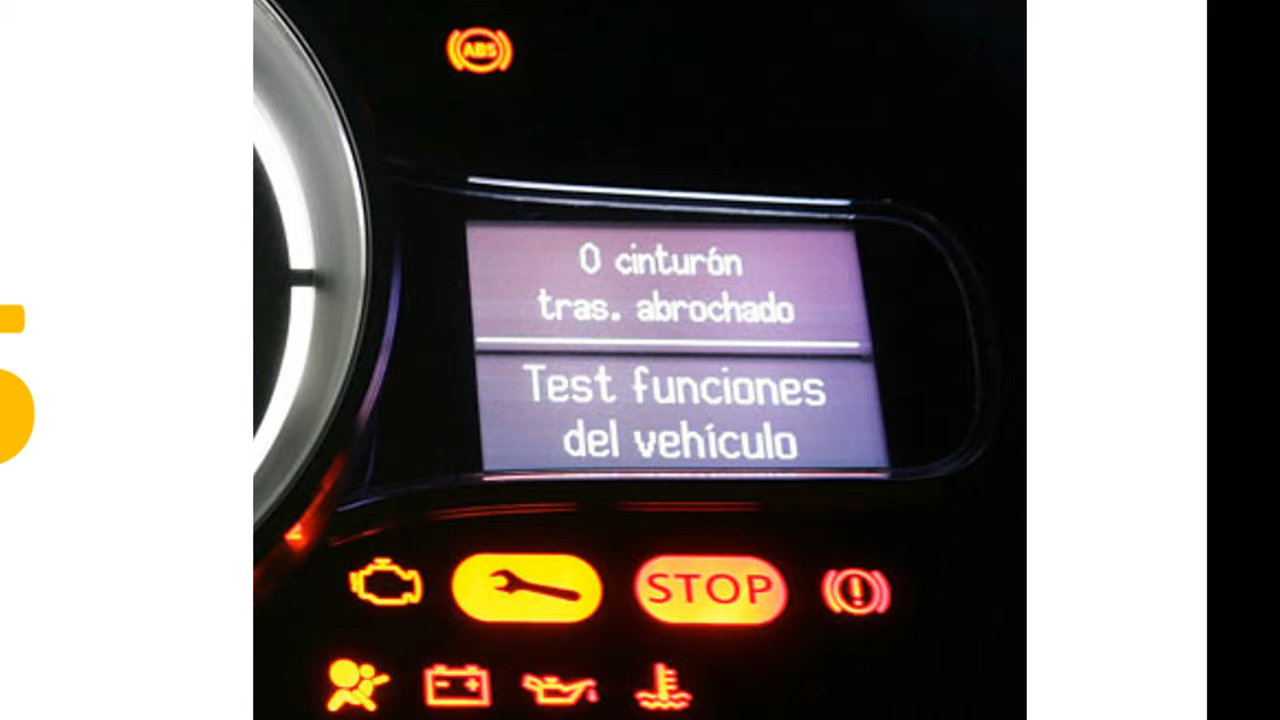 ABS
0 cinturón
tras. abrochado
Test funciones
del vehículo
STOP